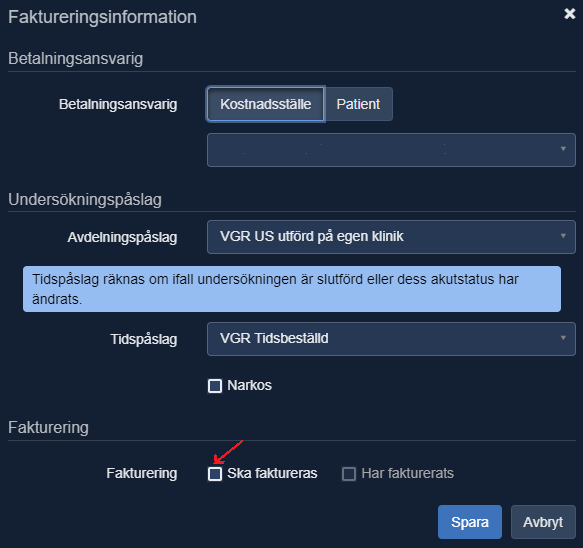 Faktureringsinformation
Betalningsansvarig
Betalningsansvarig Kostnadsställe Patient
Undersökningspåslag
Avdelningspåslag VGR US utförd på egen klinik
Tidspåslag räknas om ifall undersökningen är slutförd eller dess akutstatus har
ändrats.
Tidspåslag VGR Tidsbeställd
Narkos
Fakturering
Fakturering Ska faktureras Har fakturerats
Spara Avbryt